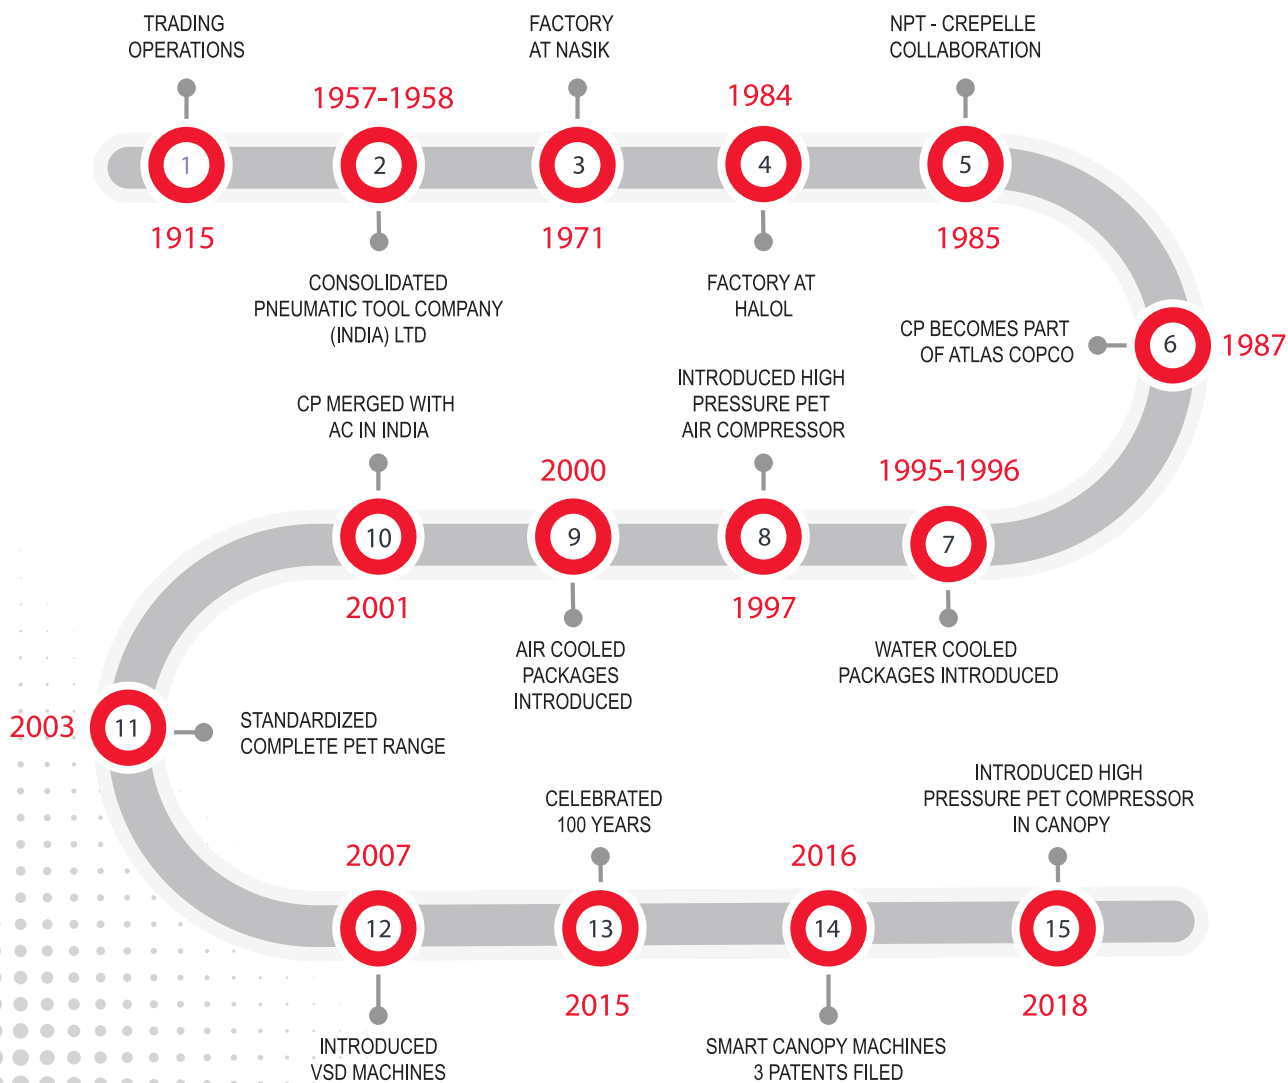 TRADING
OPERATIONS
1
1915
1957-1958
2
CONSOLIDATED
PNEUMATIC TOOL COMPANY
(INDIA) LTD
FACTORY
AT NASIK
3
1971
1984
4
FACTORY AT
HALOL
NPT - CREPELLE
COLLABORATION
5
1985
CP BECOMES PART
OF ATLAS COPCO
6
1987
1995-1996
7
WATER COOLED
PACKAGES INTRODUCED
INTRODUCED HIGH
PRESSURE PET
AIR COMPRESSOR
8
1997
2000
9
AIR COOLED
PACKAGES
INTRODUCED
CP MERGED WITH
AC IN INDIA
10
2001
2003
11
STANDARDIZED
COMPLETE PET RANGE
2007
12
INTRODUCED
VSD MACHINES
CELEBRATED
100 YEARS
13
2015
2016
14
SMART CANOPY MACHINES
3 PATENTS FILED
INTRODUCED HIGH
PRESSURE PET COMPRESSOR
IN CANOPY
15
2018